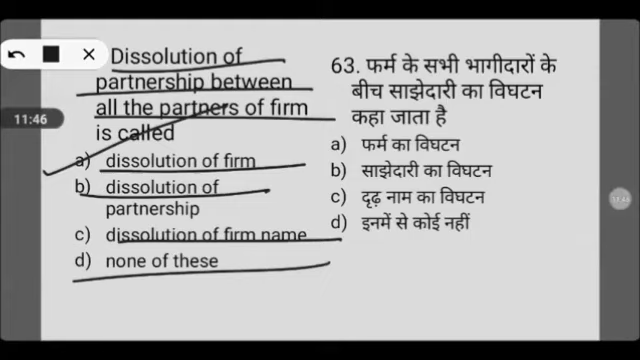 Dissolution of
partnership between
all the partners of firm
is called
a) dissolution of firm
b) dissolution of
partnership
c) dissolution of firm name
d) none of these
63. फर्म के सभी भागीदारों के
बीच साझेदारी का विघटन
कहा जाता है
a) फर्म का विघटन
b) साझेदारी का विघटन
c) दृढ़ नाम का विघटन
d) इनमें से कोई नहीं
11:46